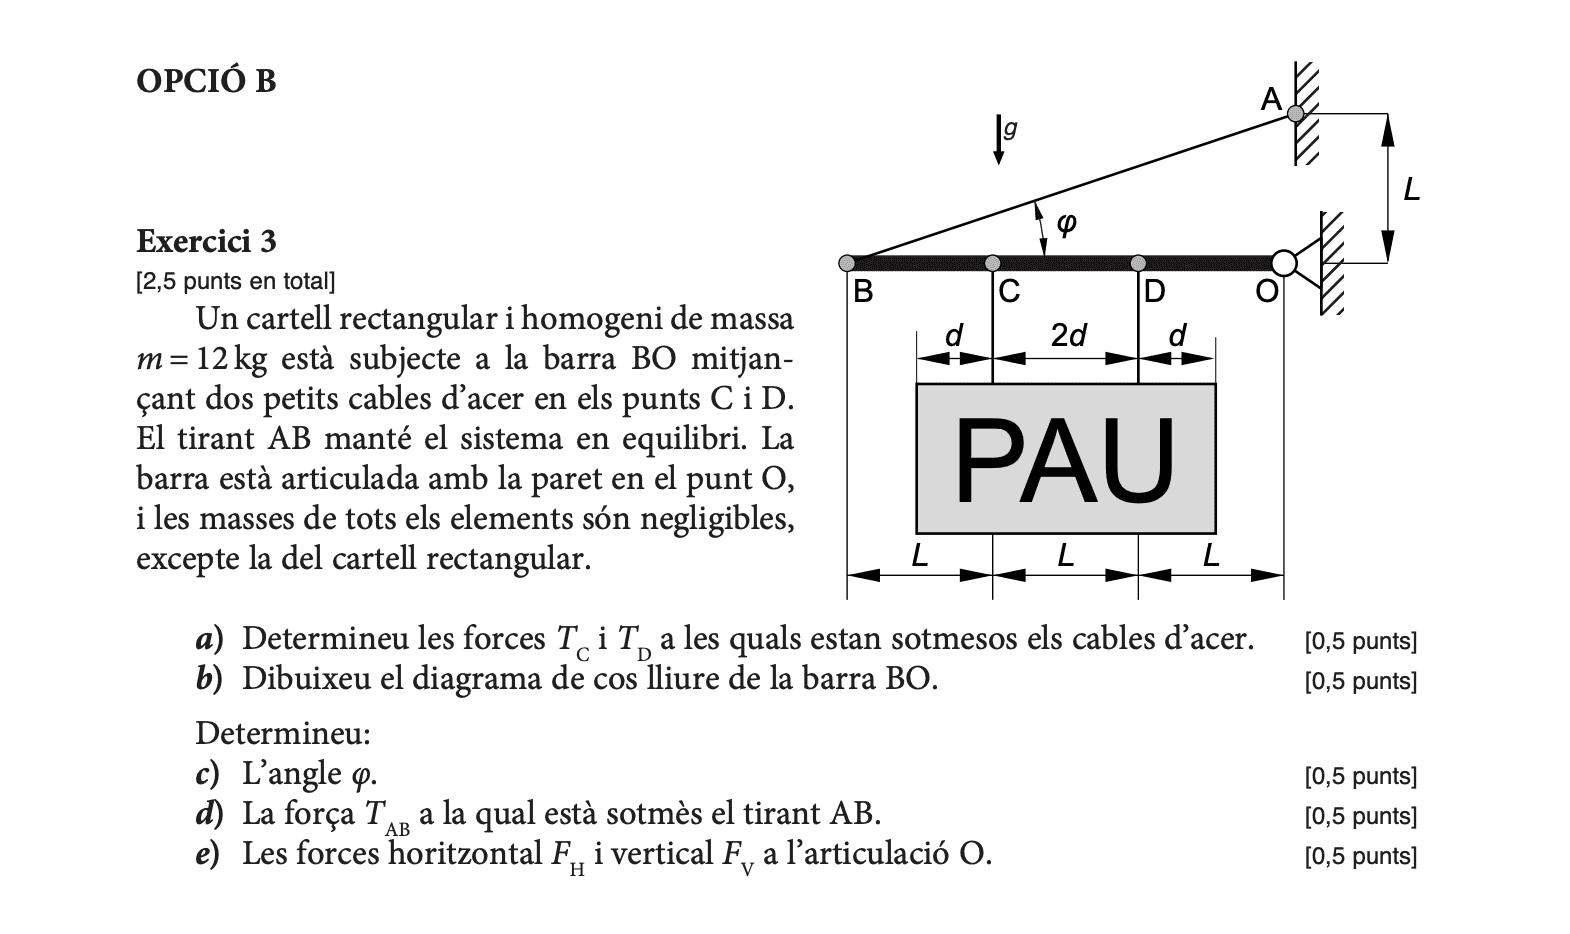 OPCIÓ B
Exercici 3
[2,5 punts en total]
Un cartell rectangular i homogeni de massa
m = 12 kg està subjecte a la barra BO mitjan-
çant dos petits cables d’acer en els punts C i D.
El tirant AB manté el sistema en equilibri. La
barra està articulada amb la paret en el punt O,
i les masses de tots els elements són negligibles,
excepte la del cartell rectangular.
A
g
L
φ
B C D O
d 2d d
PAU
L L L
a) Determineu les forces T_C i T_D a les quals estan sotmesos els cables d’acer. [0,5 punts]
b) Dibuixeu el diagrama de cos lliure de la barra BO. [0,5 punts]
Determineu:
c) L’angle φ. [0,5 punts]
d) La força T_AB a la qual està sotmès el tirant AB. [0,5 punts]
e) Les forces horitzontal F_H i vertical F_V a l’articulació O. [0,5 punts]